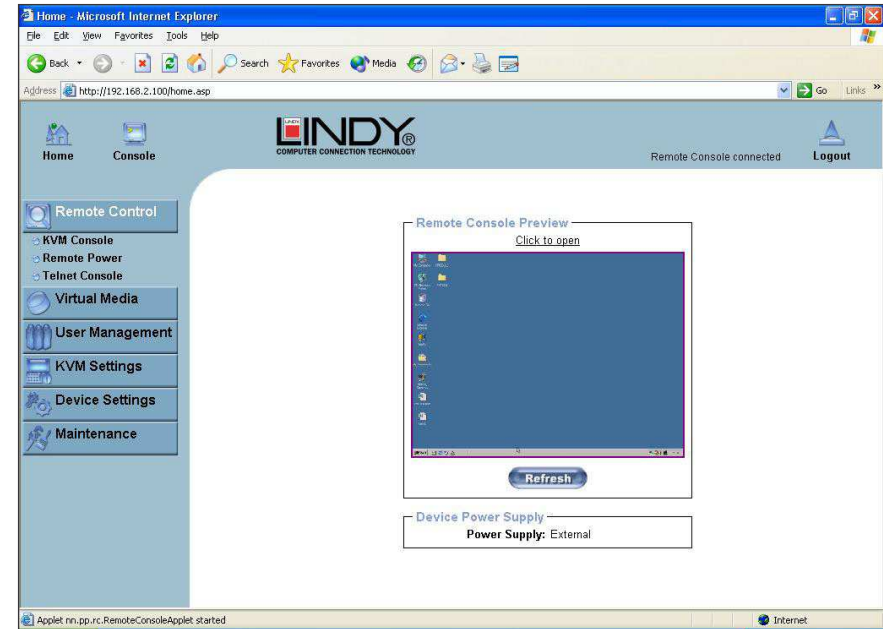 Home - Microsoft Internet Explorer
File Edit View Favorites Tools Help
Back Search Favorites Media
Address http://192.168.2.100/home.asp Go Links »
Home Console
LINDY®
COMPUTER CONNECTION TECHNOLOGY
Remote Console connected
Logout
Remote Control
KVM Console
Remote Power
Telnet Console
Virtual Media
User Management
KVM Settings
Device Settings
Maintenance
Remote Console Preview
Click to open
Refresh
Device Power Supply
Power Supply: External
Applet nn.pp.rc.RemoteConsoleApplet started
Internet